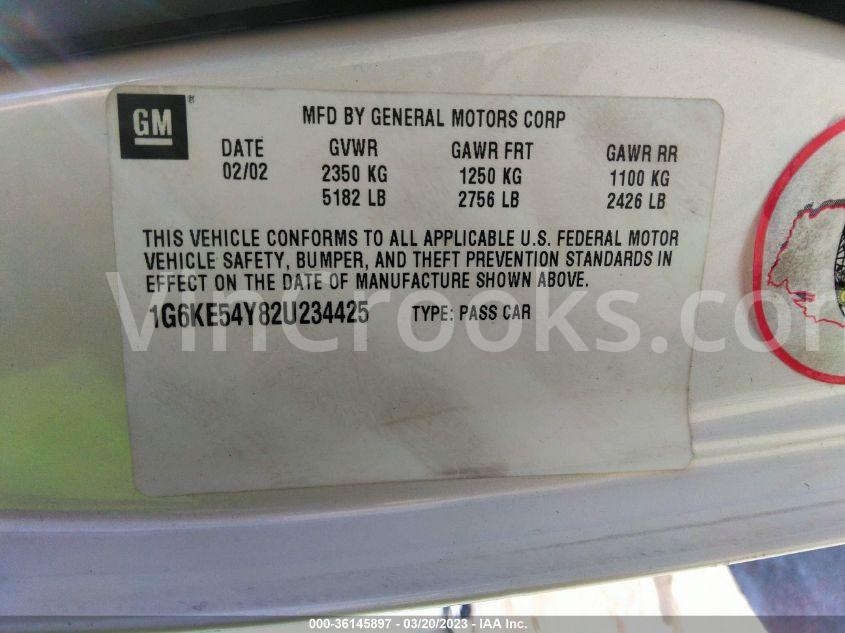 GM
MFD BY GENERAL MOTORS CORP
DATE GVWR GAWR FRT GAWR RR
02/02 2350 KG 1250 KG 1100 KG
5182 LB 2756 LB 2426 LB
THIS VEHICLE CONFORMS TO ALL APPLICABLE U.S. FEDERAL MOTOR
VEHICLE SAFETY, BUMPER, AND THEFT PREVENTION STANDARDS IN
EFFECT ON THE DATE OF MANUFACTURE SHOWN ABOVE.
1G6KE54Y82U234425 TYPE: PASS CAR
VinCrooks.com
000-36145897 - 03/20/2023 - IAA Inc.